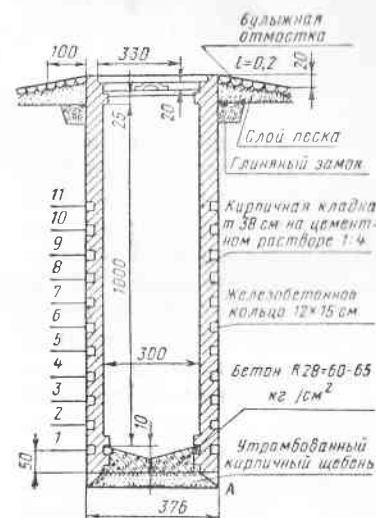 булыжная
отмостка
100
330
i=0,2
20
25
20
Слой песка
Глиняный замок
11
10
9
8
7
6
5
4
3
2
1
Кирпичная кладка
т 38 см на цемент-
ном растворе 1:4
1000
Железобетонное
кольцо 12×15 см
300
Бетон R28=60-65
кг/см²
10
50
Утрамбованный
кирпичный щебень
А
376